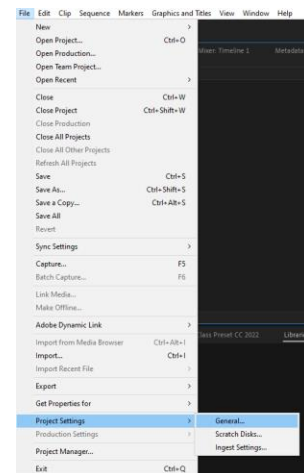 File Edit Clip Sequence Markers Graphics and Titles View Window Help
New >
Open Project... Ctrl+O
Open Production...
Open Team Project...
Open Recent >
Close Ctrl+W
Close Project Ctrl+Shift+W
Close Production
Close All Projects
Close All Other Projects
Refresh All Projects
Save Ctrl+S
Save As... Ctrl+Shift+S
Save a Copy... Ctrl+Alt+S
Save All
Revert
Sync Settings >
Capture... F5
Batch Capture... F6
Link Media...
Make Offline...
Adobe Dynamic Link >
Import from Media Browser Ctrl+Alt+I
Import... Ctrl+I
Import Recent File >
Export >
Get Properties for >
Project Settings >
Production Settings >
Project Manager...
Exit Ctrl+Q
General...
Scratch Disks...
Ingest Settings...
Mixer: Timeline 1 Metadata
Class Preset CC 2022 Librari